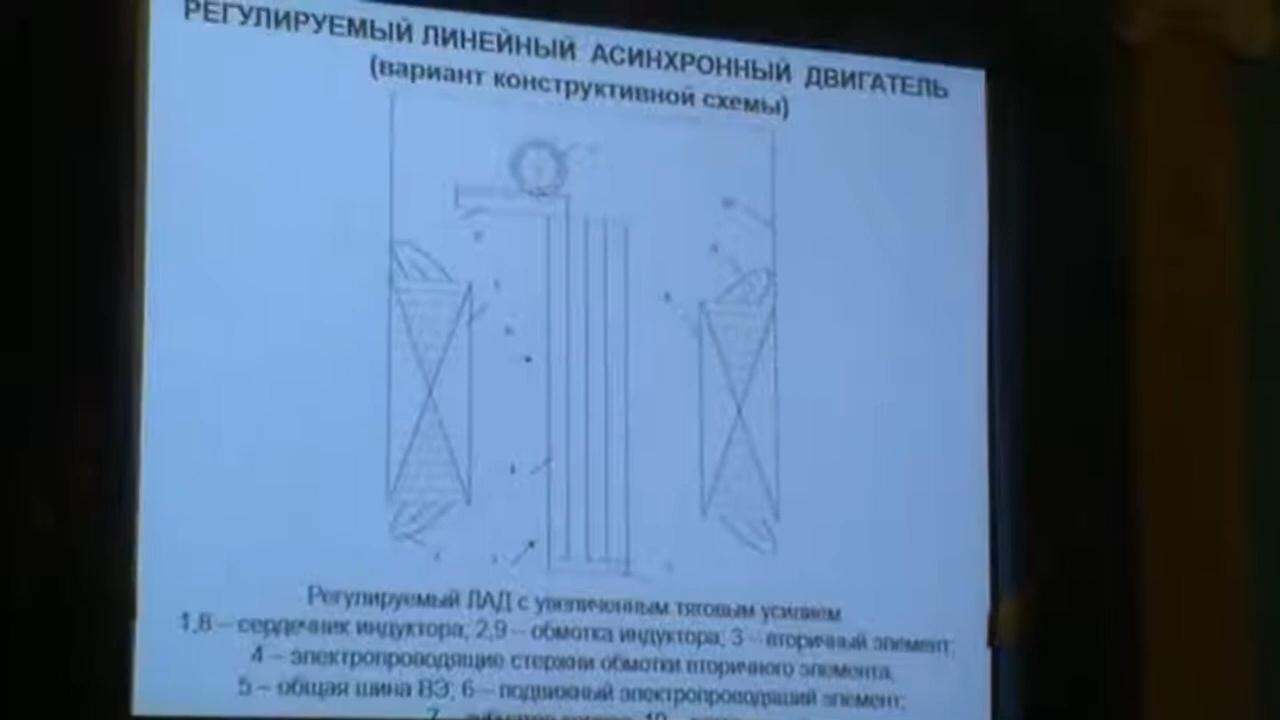 РЕГУЛИРУЕМЫЙ ЛИНЕЙНЫЙ АСИНХРОННЫЙ ДВИГАТЕЛЬ
(вариант конструктивной схемы)
Регулируемый ЛАД с увеличенным тяговым усилием
1,8 – сердечник индуктора; 2,9 – обмотка индуктора; 3 – вторичный элемент;
4 – электропроводящие стержни обмотки вторичного элемента,
5 – общая шина ВЭ; 6 – подвижный электропроводящий элемент;